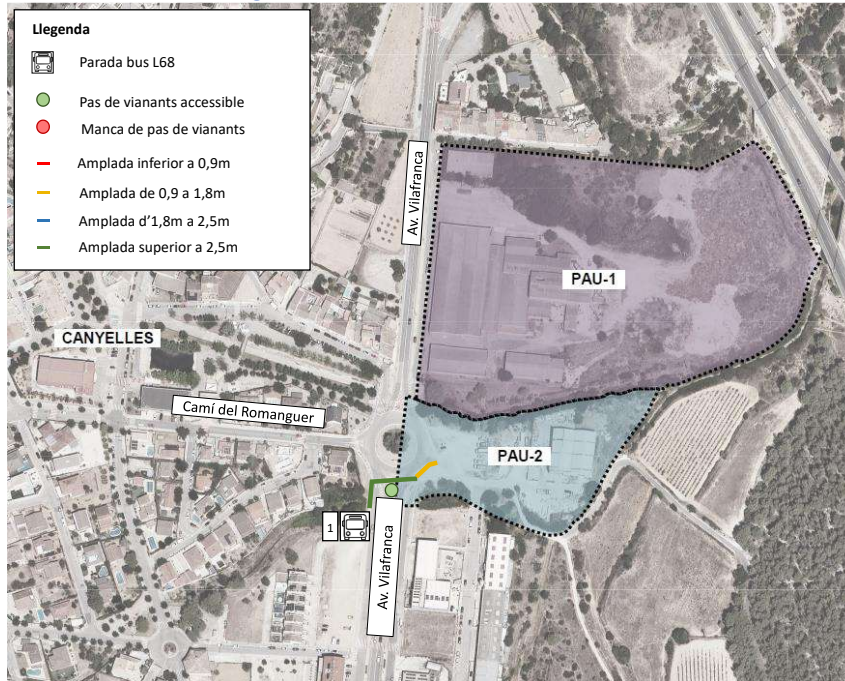 Llegenda
Parada bus L68
Pas de vianants accessible
Manca de pas de vianants
Amplada inferior a 0,9m
Amplada de 0,9 a 1,8m
Amplada d'1,8m a 2,5m
Amplada superior a 2,5m
Av. Vilafranca
PAU-1
CANYELLES
Camí del Romanguer
PAU-2
1
Av. Vilafranca